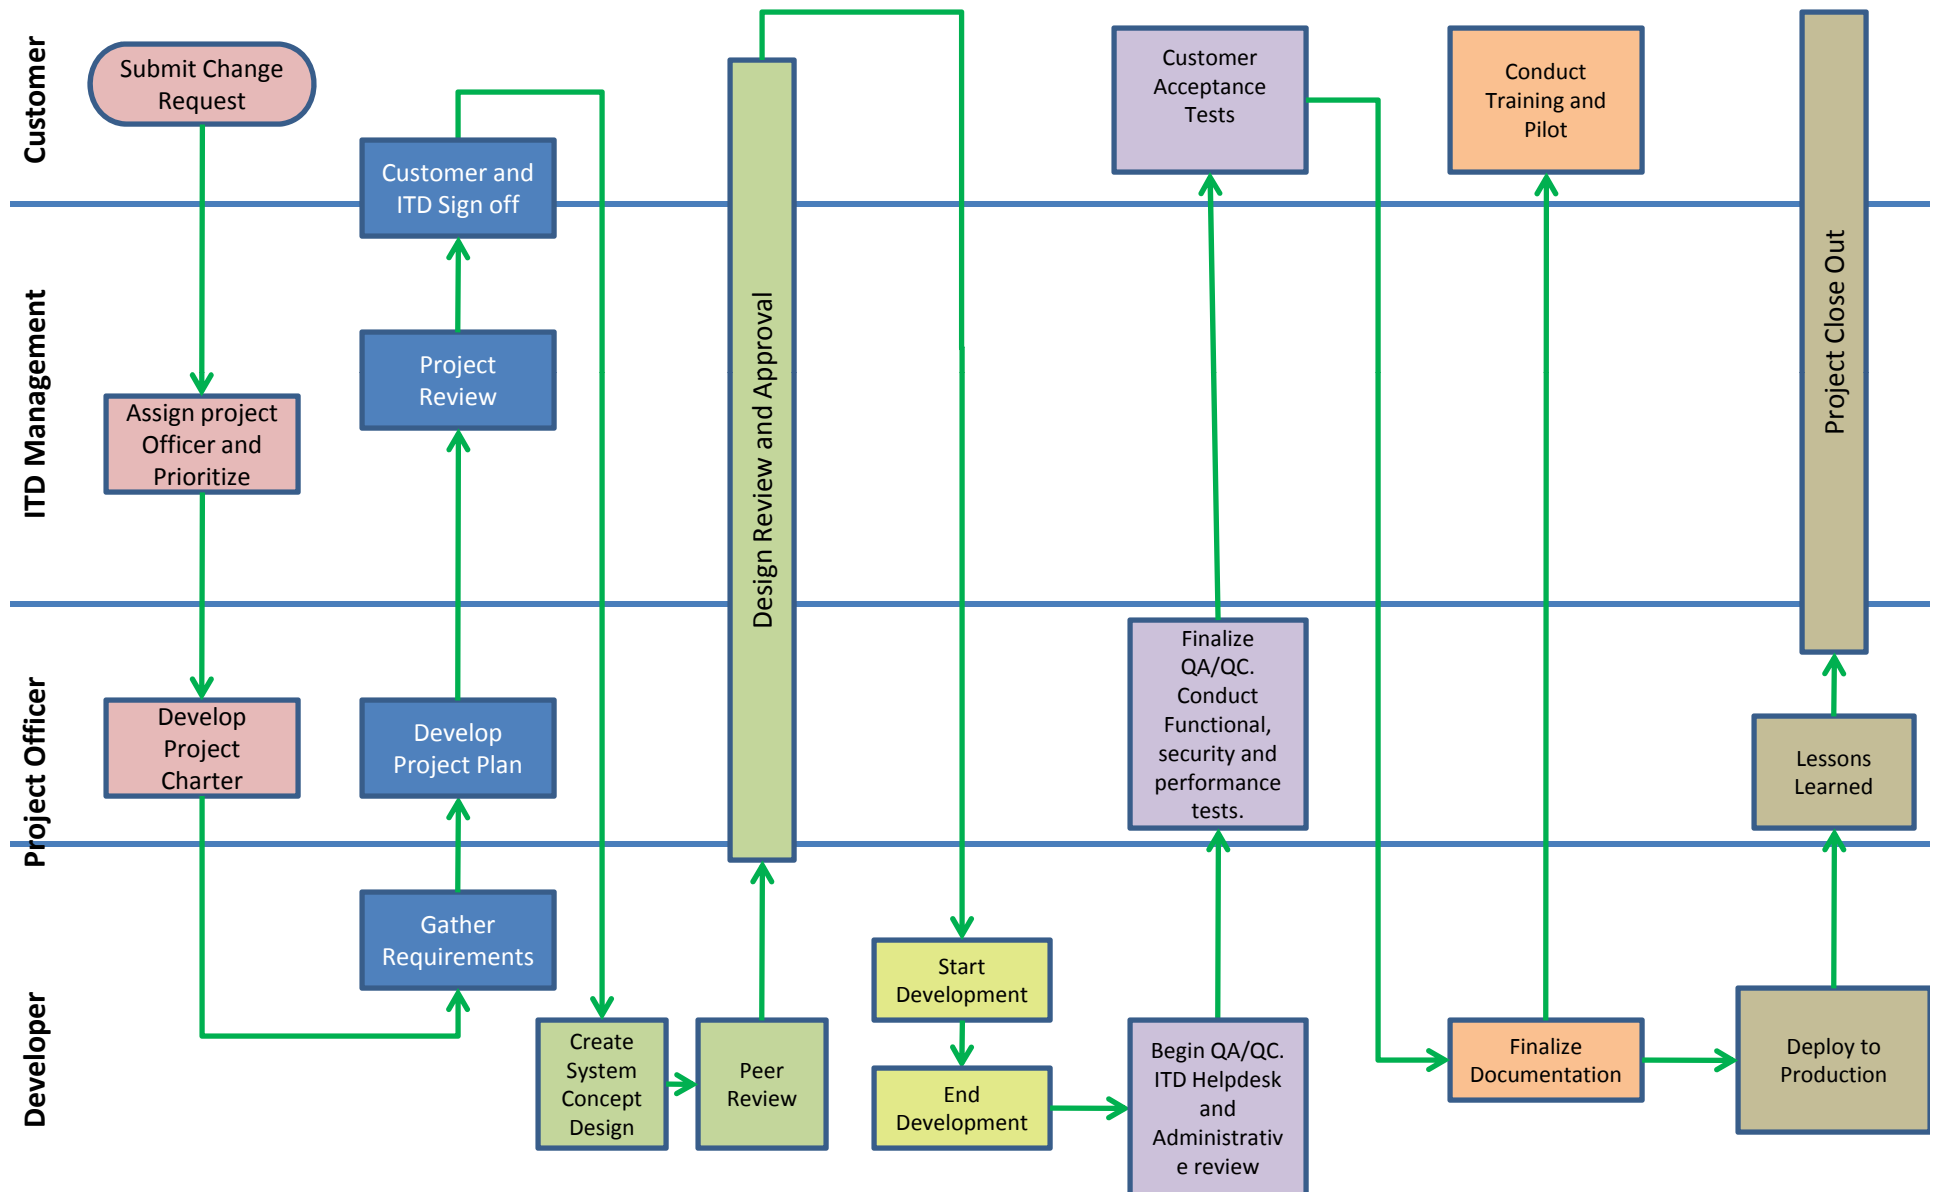 Customer
ITD Management
Project Officer
Developer
Submit Change
Request
Assign project
Officer and
Prioritize
Develop
Project
Charter
Customer and
ITD Sign off
Project
Review
Develop
Project Plan
Gather
Requirements
Create
System
Concept
Design
Peer
Review
Design Review and Approval
Start
Development
End
Development
Customer
Acceptance
Tests
Finalize
QA/QC.
Conduct
Functional,
security and
performance
tests.
Begin QA/QC.
ITD Helpdesk
and
Administrativ
e review
Conduct
Training and
Pilot
Finalize
Documentation
Project Close Out
Lessons
Learned
Deploy to
Production